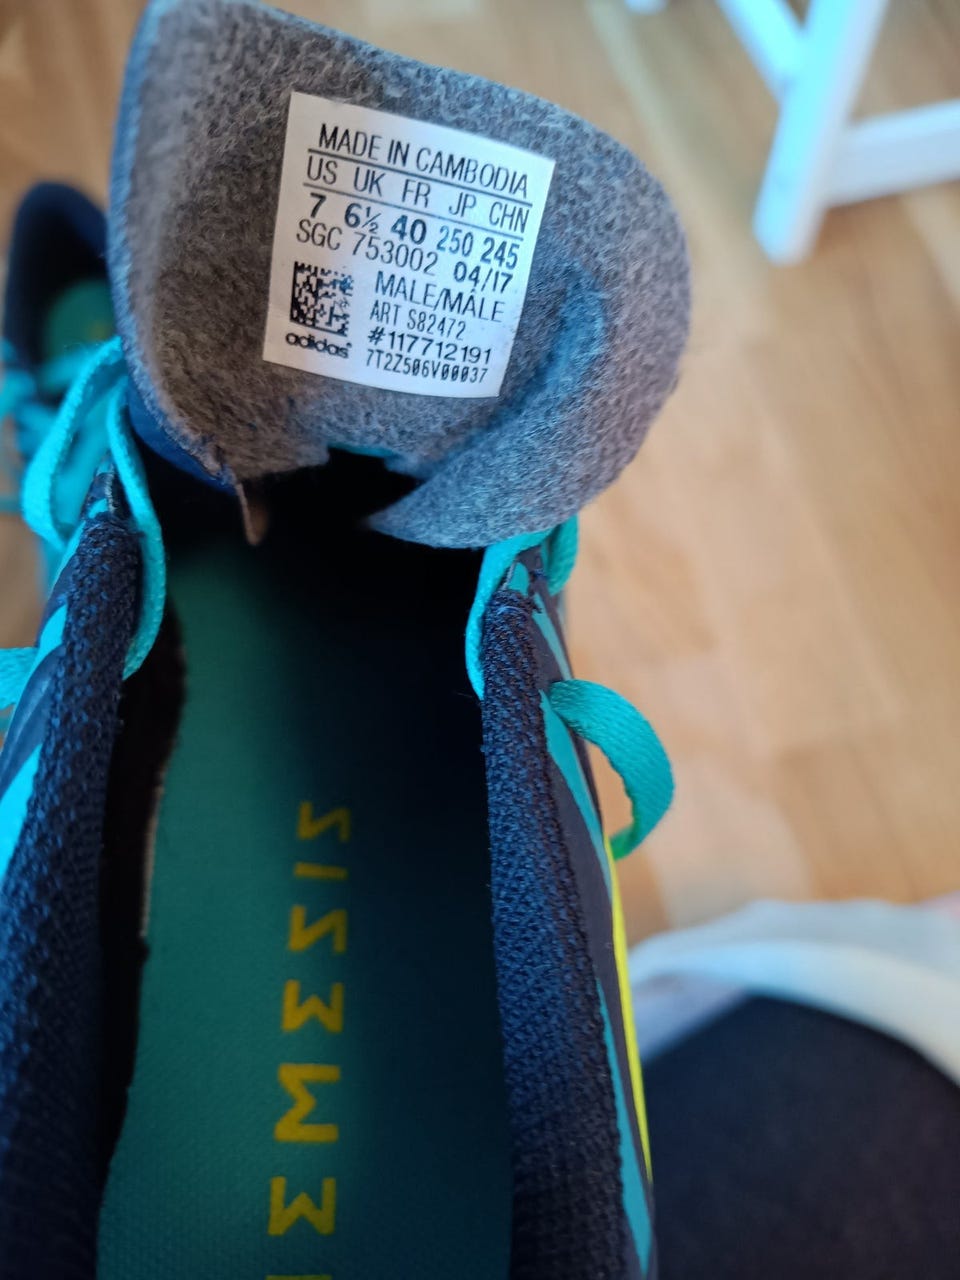 MADE IN CAMBODIA
US UK FR JP CHN
7 6½ 40 250 245
SGC 753002 04/17
MALE/MÂLE
ART S82472
#117712191
adidas 7T2Z506V00037